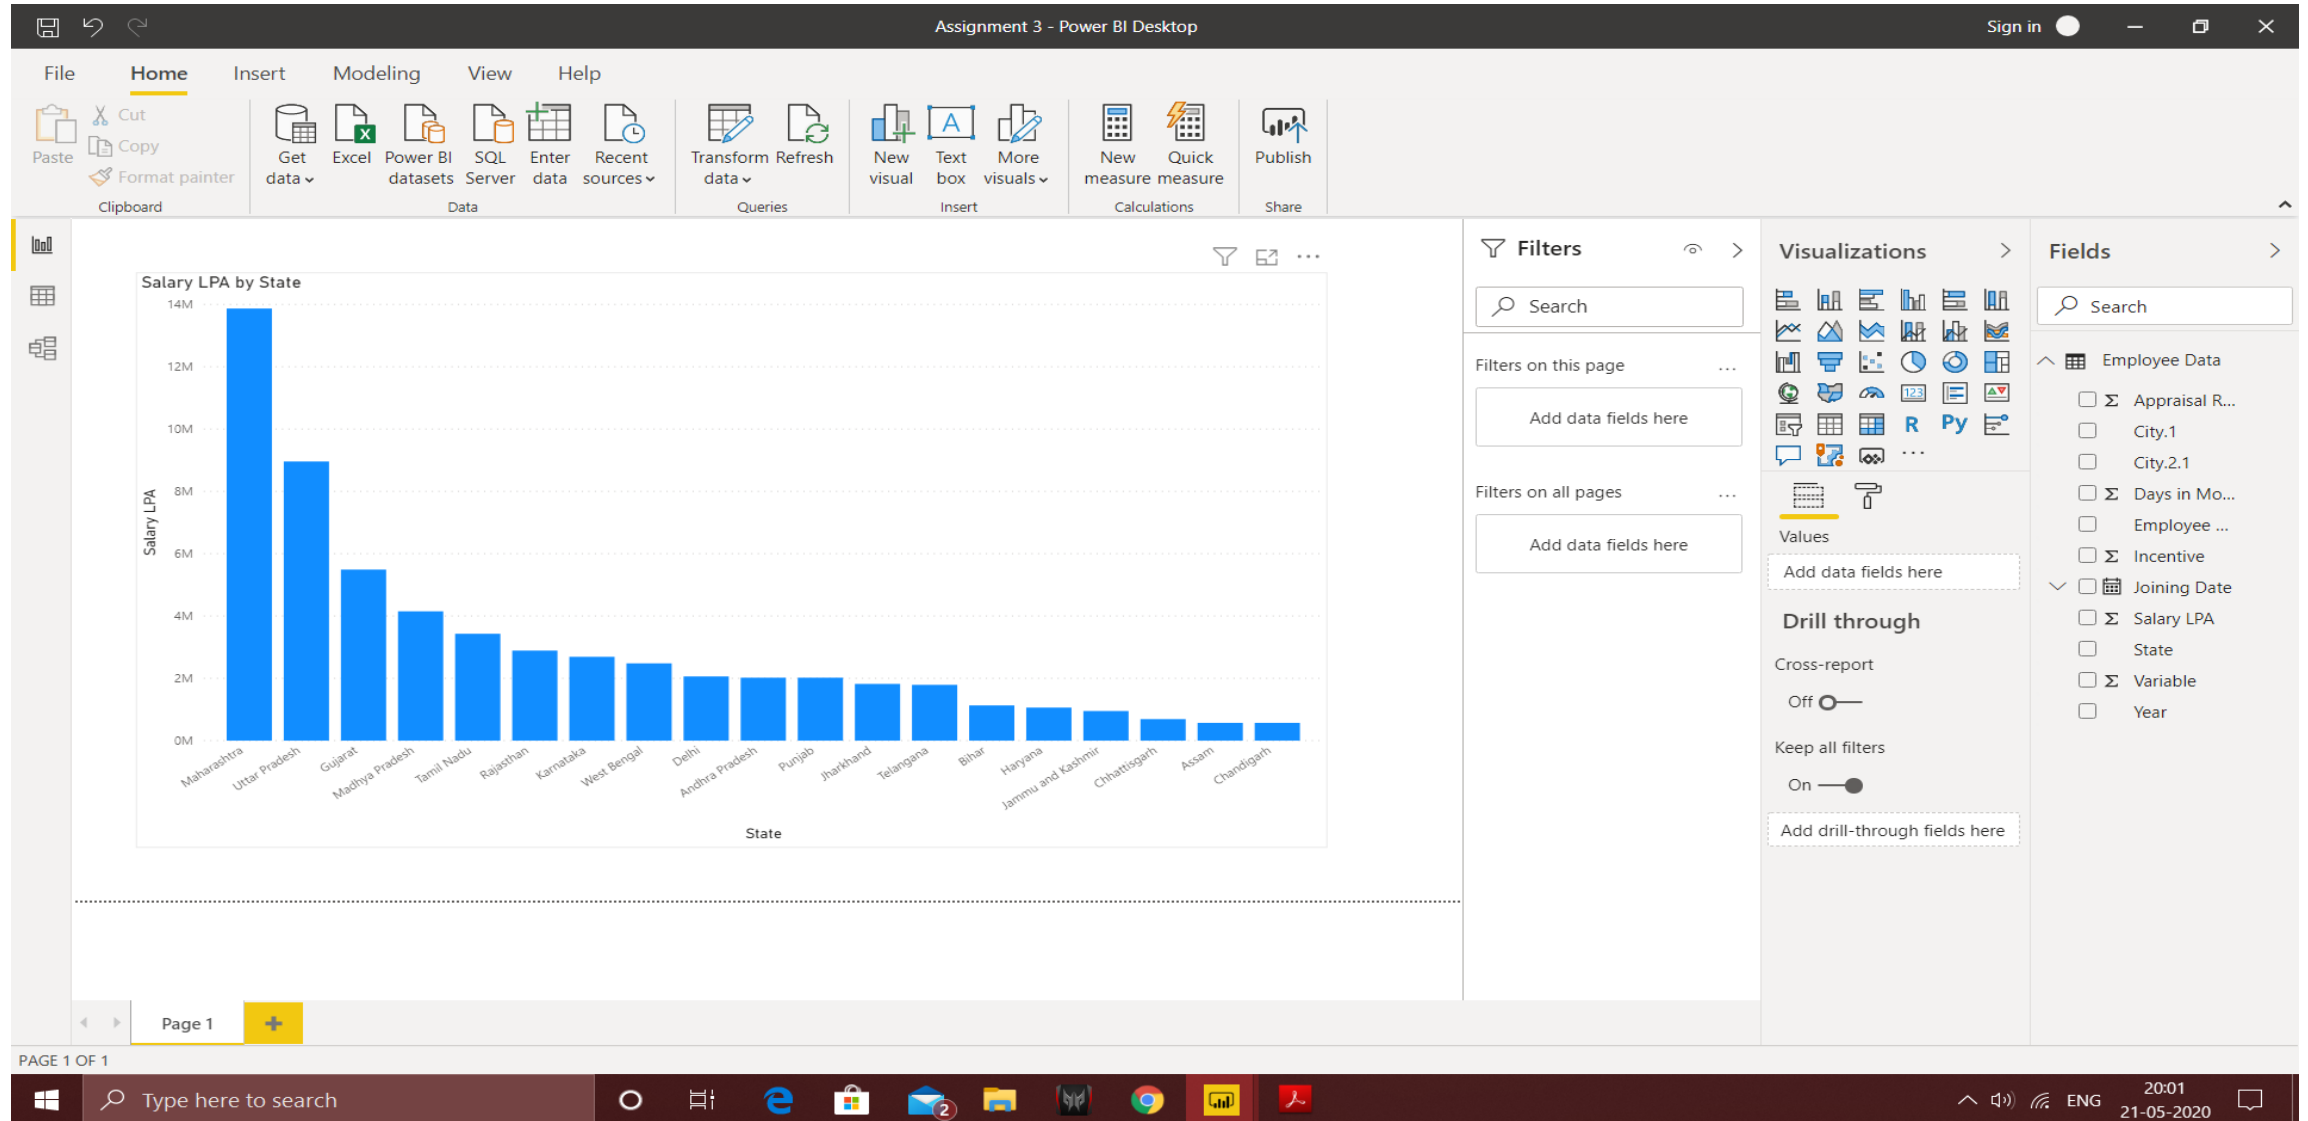 Assignment 3 - Power BI Desktop
Sign in
File Home Insert Modeling View Help
Paste
Cut
Copy
Format painter
Clipboard
Get data
Excel
Power BI datasets
SQL Server
Enter data
Recent sources
Data
Transform data
Refresh
Queries
New visual
Text box
More visuals
Insert
New measure
Quick measure
Calculations
Publish
Share
Salary LPA by State
14M
12M
10M
8M
6M
4M
2M
0M
Salary LPA
Maharashtra
Uttar Pradesh
Gujarat
Madhya Pradesh
Tamil Nadu
Rajasthan
Karnataka
West Bengal
Delhi
Andhra Pradesh
Punjab
Jharkhand
Telangana
Bihar
Haryana
Jammu and Kashmir
Chhattisgarh
Assam
Chandigarh
State
Filters
Search
Filters on this page ...
Add data fields here
Filters on all pages ...
Add data fields here
Visualizations
123
R Py
...
Values
Add data fields here
Drill through
Cross-report
Off
Keep all filters
On
Add drill-through fields here
Fields
Search
Employee Data
Σ Appraisal R...
City.1
City.2.1
Σ Days in Mo...
Employee ...
Σ Incentive
Joining Date
Σ Salary LPA
State
Σ Variable
Year
Page 1
PAGE 1 OF 1
Type here to search
2
ENG
20:01
21-05-2020